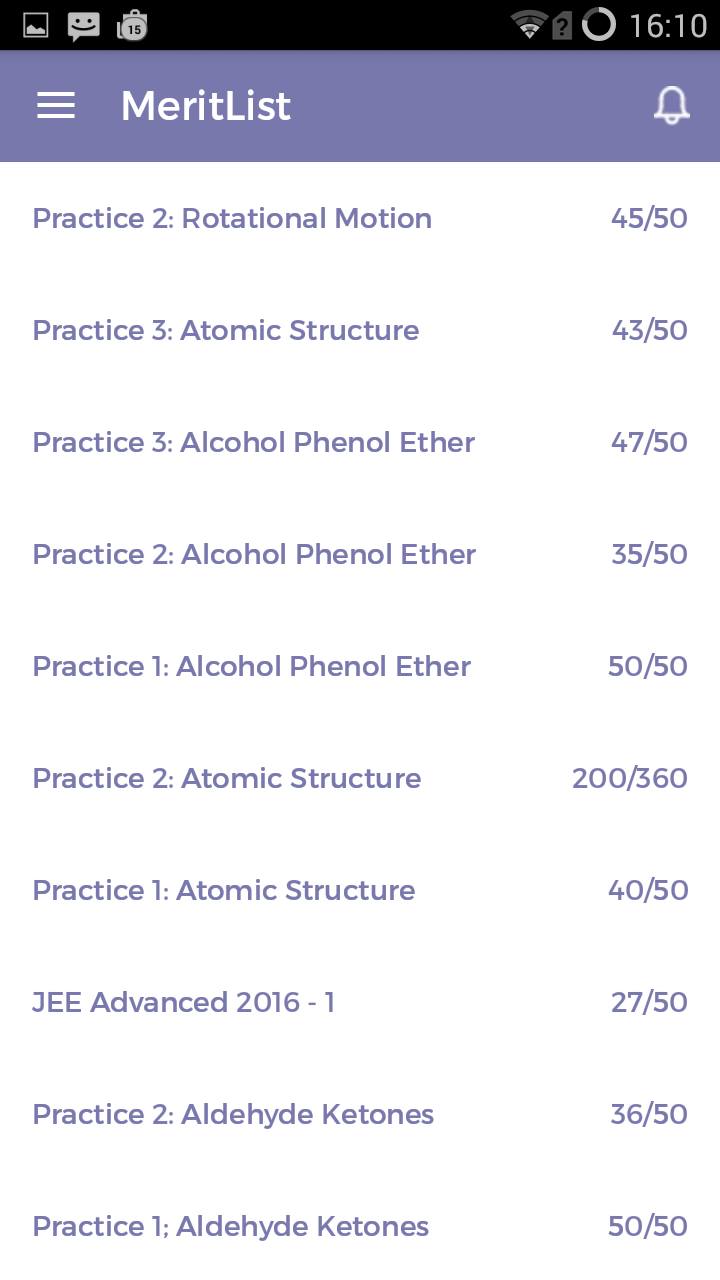 15 ? 16:10
MeritList
Practice 2: Rotational Motion 45/50
Practice 3: Atomic Structure 43/50
Practice 3: Alcohol Phenol Ether 47/50
Practice 2: Alcohol Phenol Ether 35/50
Practice 1: Alcohol Phenol Ether 50/50
Practice 2: Atomic Structure 200/360
Practice 1: Atomic Structure 40/50
JEE Advanced 2016 - 1 27/50
Practice 2: Aldehyde Ketones 36/50
Practice 1; Aldehyde Ketones 50/50